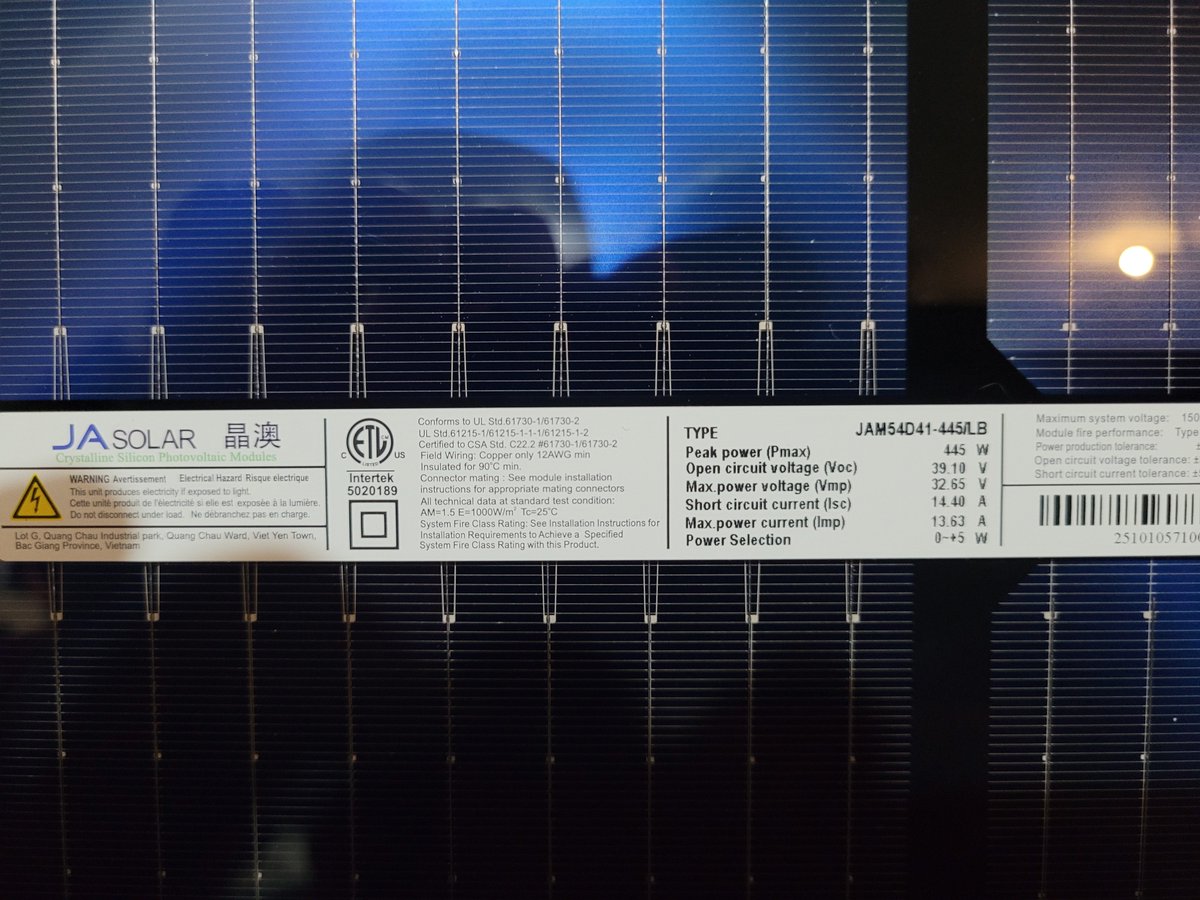 JA SOLAR 晶澳
Crystalline Silicon Photovoltaic Modules
WARNING Avertissement Electrical Hazard Risque electrique
This unit produces electricity if exposed to light.
Cette unité produit de l'électricité si elle est exposée à la lumière.
Do not disconnect under load. Ne débranchez pas en charge.
Lot G, Quang Chau Industrial park, Quang Chau Ward, Viet Yen Town,
Bac Giang Province, Vietnam
C ETL CM US
LISTED
Intertek
5020189
Conforms to UL Std.61730-1/61730-2
UL Std.61215-1/61215-1-1-1/61215-1-2
Certified to CSA Std. C22.2 #61730-1/61730-2
Field Wiring: Copper only 12AWG min
Insulated for 90°C min.
Connector mating : See module installation
instructions for appropriate mating connectors
All technical data at standard test condition:
AM=1.5 E=1000W/m² Tc=25°C
System Fire Class Rating: See Installation Instructions for
Installation Requirements to Achieve a Specified
System Fire Class Rating with this Product.
TYPE JAM54D41-445/LB
Peak power (Pmax) 445 W
Open circuit voltage (Voc) 39.10 V
Max.power voltage (Vmp) 32.65 V
Short circuit current (Isc) 14.40 A
Max.power current (Imp) 13.63 A
Power Selection 0~+5 W
Maximum system voltage: 150
Module fire performance: Type
Power production tolerance: ±
Open circuit voltage tolerance: ±
Short circuit current tolerance: ±
2510105710